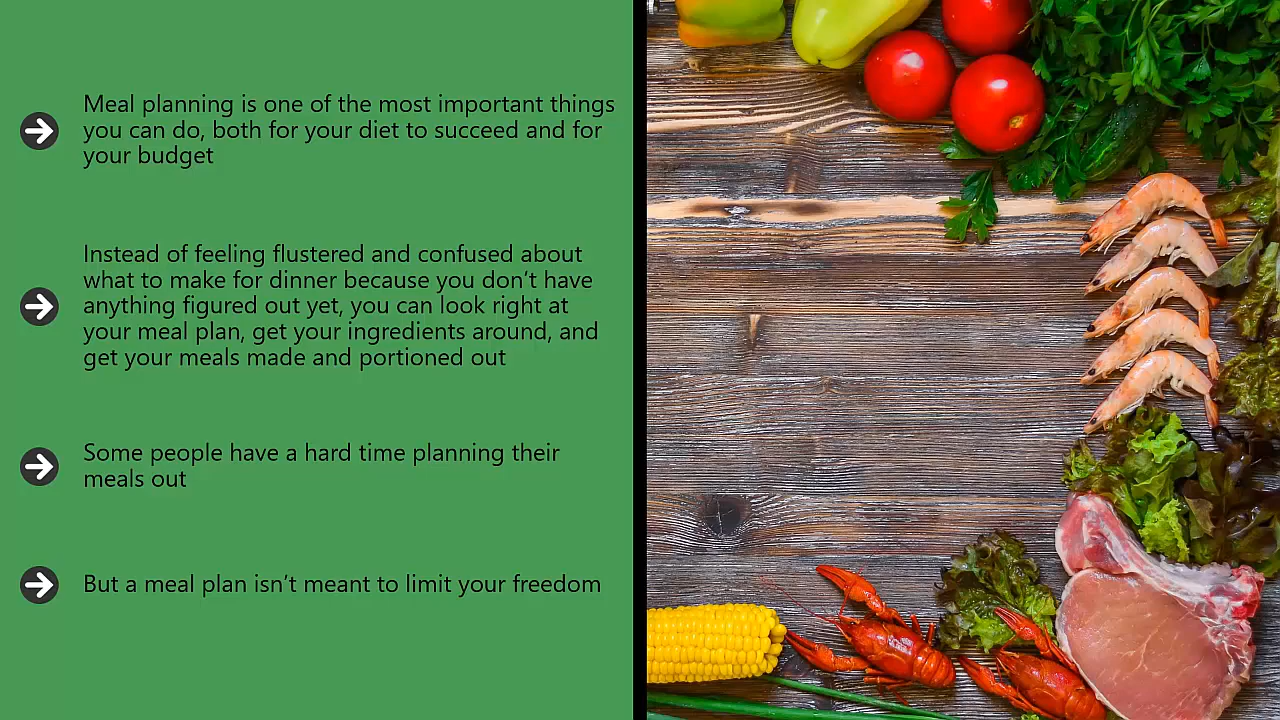 Meal planning is one of the most important things
you can do, both for your diet to succeed and for
your budget
Instead of feeling flustered and confused about
what to make for dinner because you don’t have
anything figured out yet, you can look right at
your meal plan, get your ingredients around, and
get your meals made and portioned out
Some people have a hard time planning their
meals out
But a meal plan isn’t meant to limit your freedom